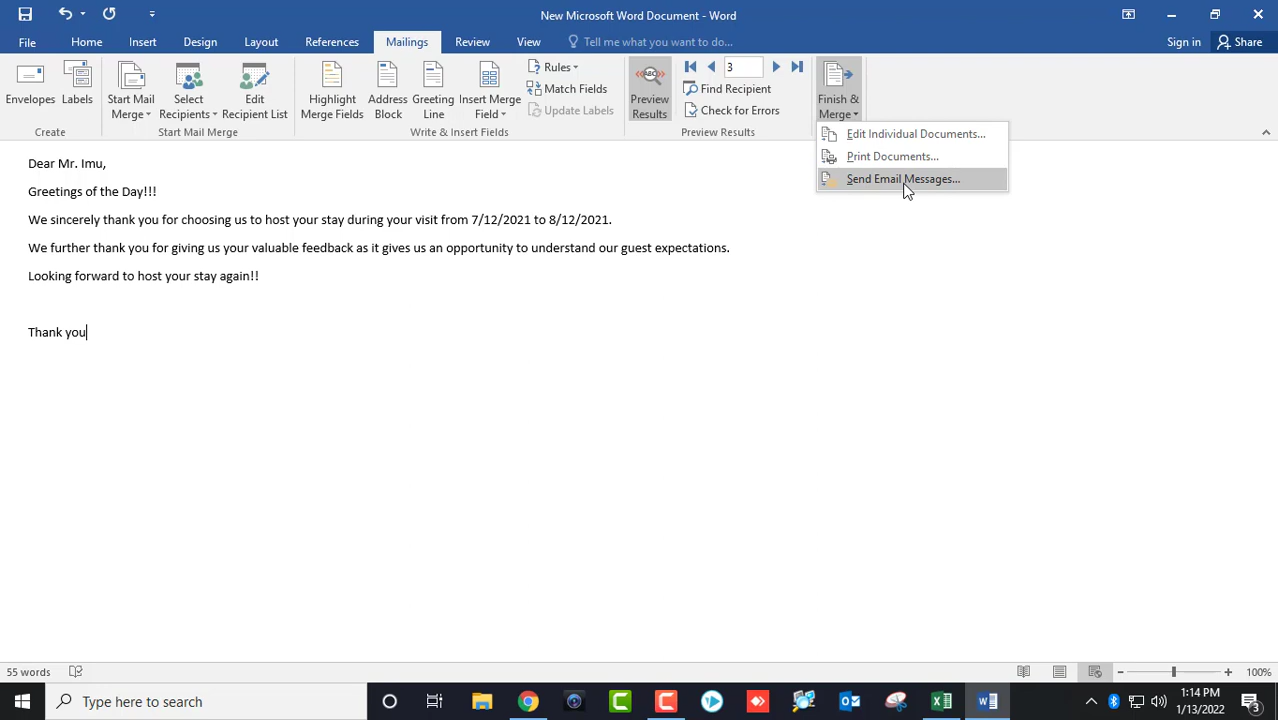 New Microsoft Word Document - Word
File Home Insert Design Layout References Mailings Review View Tell me what you want to do... Sign in Share
Envelopes
Labels
Create
Start Mail
Merge
Select
Recipients
Edit
Recipient List
Start Mail Merge
Highlight
Merge Fields
Address
Block
Greeting
Line
Insert Merge
Field
Rules
Match Fields
Update Labels
Write & Insert Fields
ABC
Preview
Results
3
Find Recipient
Check for Errors
Preview Results
Finish &
Merge
Edit Individual Documents...
Print Documents...
Send Email Messages...
Dear Mr. Imu,
Greetings of the Day!!!
We sincerely thank you for choosing us to host your stay during your visit from 7/12/2021 to 8/12/2021.
We further thank you for giving us your valuable feedback as it gives us an opportunity to understand our guest expectations.
Looking forward to host your stay again!!
Thank you
55 words
100%
Type here to search
1:14 PM
1/13/2022
3